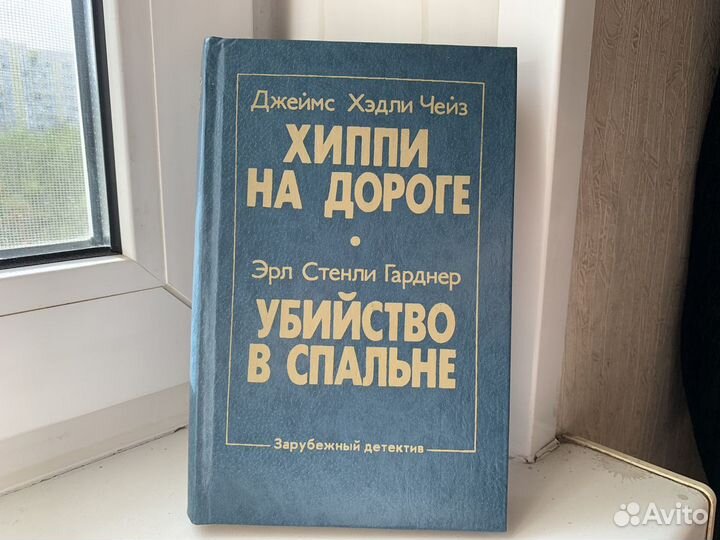 Джеймс Хэдли Чейз
ХИППИ
НА ДОРОГЕ
•
Эрл Стенли Гарднер
УБИЙСТВО
В СПАЛЬНЕ
Зарубежный детектив
Avito